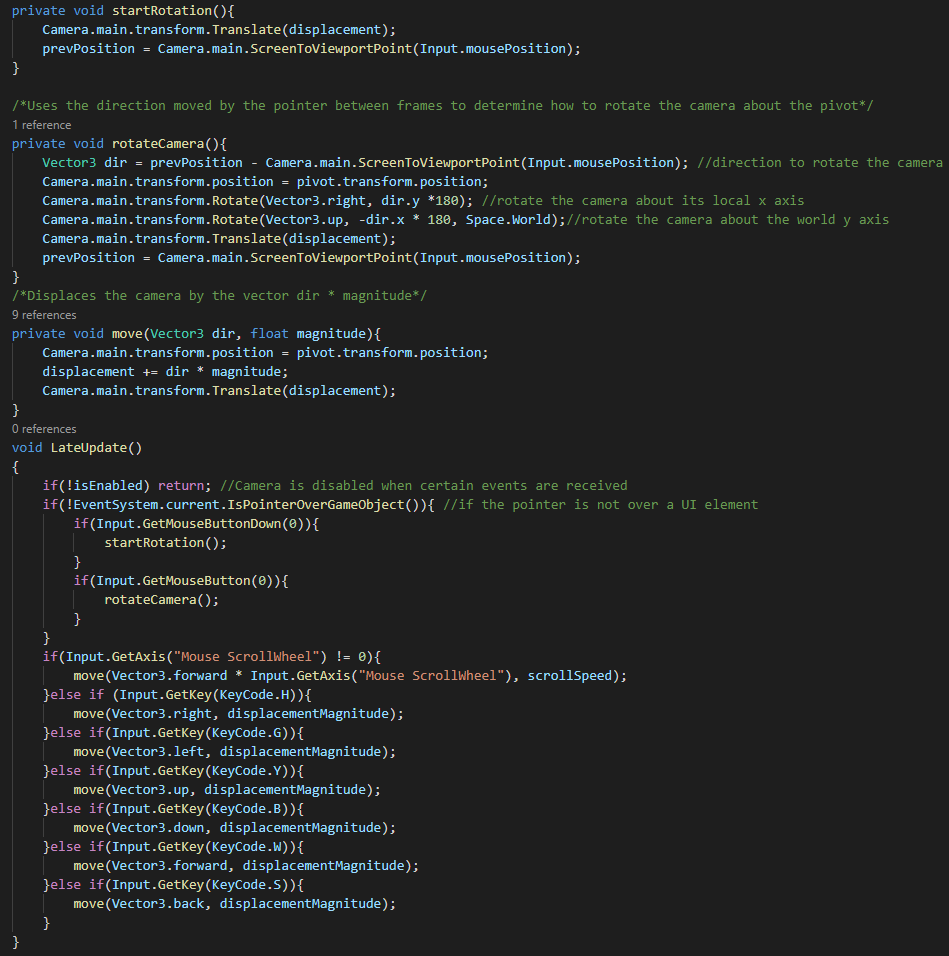 private void startRotation(){
    Camera.main.transform.Translate(displacement);
    prevPosition = Camera.main.ScreenToViewportPoint(Input.mousePosition);
}

/*Uses the direction moved by the pointer between frames to determine how to rotate the camera about the pivot*/
1 reference
private void rotateCamera(){
    Vector3 dir = prevPosition - Camera.main.ScreenToViewportPoint(Input.mousePosition); //direction to rotate the camera
    Camera.main.transform.position = pivot.transform.position;
    Camera.main.transform.Rotate(Vector3.right, dir.y *180); //rotate the camera about its local x axis
    Camera.main.transform.Rotate(Vector3.up, -dir.x * 180, Space.World);//rotate the camera about the world y axis
    Camera.main.transform.Translate(displacement);
    prevPosition = Camera.main.ScreenToViewportPoint(Input.mousePosition);
}
/*Displaces the camera by the vector dir * magnitude*/
9 references
private void move(Vector3 dir, float magnitude){
    Camera.main.transform.position = pivot.transform.position;
    displacement += dir * magnitude;
    Camera.main.transform.Translate(displacement);
}
0 references
void LateUpdate()
{
    if(!isEnabled) return; //Camera is disabled when certain events are received
    if(!EventSystem.current.IsPointerOverGameObject()){ //if the pointer is not over a UI element
        if(Input.GetMouseButtonDown(0)){
            startRotation();
        }
        if(Input.GetMouseButton(0)){
            rotateCamera();
        }
    }
    if(Input.GetAxis("Mouse ScrollWheel") != 0){
        move(Vector3.forward * Input.GetAxis("Mouse ScrollWheel"), scrollSpeed);
    }else if (Input.GetKey(KeyCode.H)){
        move(Vector3.right, displacementMagnitude);
    }else if(Input.GetKey(KeyCode.G)){
        move(Vector3.left, displacementMagnitude);
    }else if(Input.GetKey(KeyCode.Y)){
        move(Vector3.up, displacementMagnitude);
    }else if(Input.GetKey(KeyCode.B)){
        move(Vector3.down, displacementMagnitude);
    }else if(Input.GetKey(KeyCode.W)){
        move(Vector3.forward, displacementMagnitude);
    }else if(Input.GetKey(KeyCode.S)){
        move(Vector3.back, displacementMagnitude);
    }
}